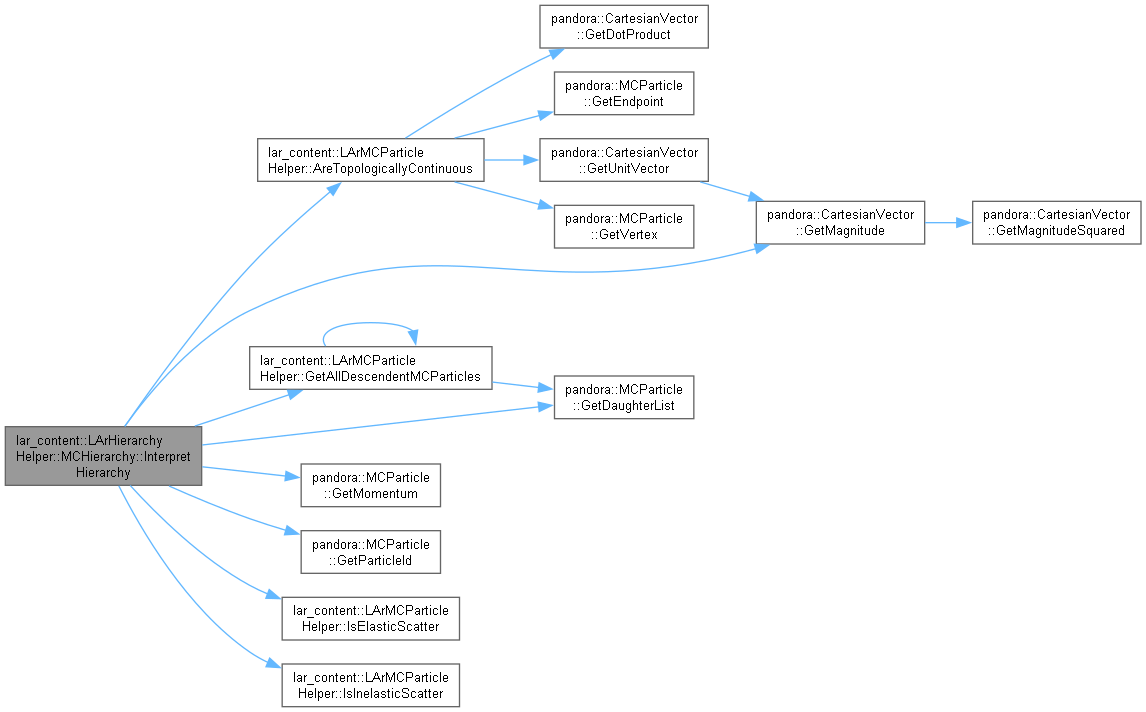 pandora::CartesianVector
::GetDotProduct
pandora::MCParticle
::GetEndpoint
lar_content::LArMCParticle
Helper::AreTopologicallyContinuous
pandora::CartesianVector
::GetUnitVector
pandora::MCParticle
::GetVertex
pandora::CartesianVector
::GetMagnitude
pandora::CartesianVector
::GetMagnitudeSquared
lar_content::LArMCParticle
Helper::GetAllDescendentMCParticles
pandora::MCParticle
::GetDaughterList
lar_content::LArHierarchy
Helper::MCHierarchy::Interpret
Hierarchy
pandora::MCParticle
::GetMomentum
pandora::MCParticle
::GetParticleId
lar_content::LArMCParticle
Helper::IsElasticScatter
lar_content::LArMCParticle
Helper::IsInelasticScatter